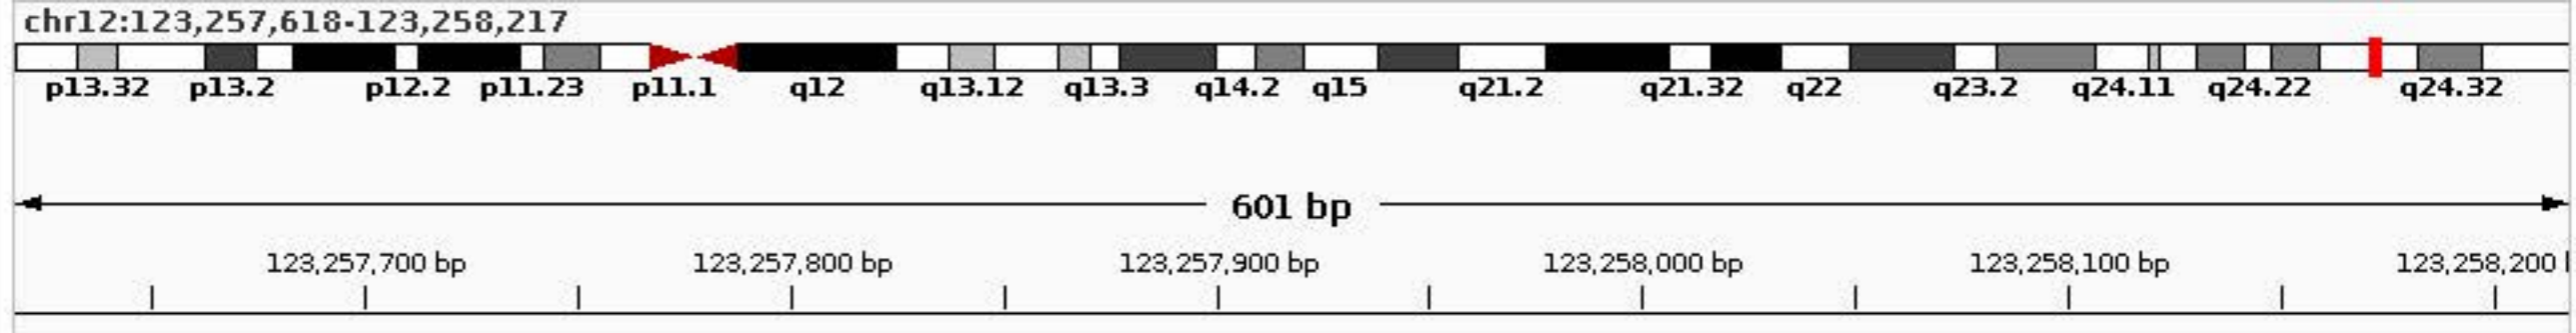 chr12:123,257,618-123,258,217
p13.32 p13.2 p12.2 p11.23 p11.1 q12 q13.12 q13.3 q14.2 q15 q21.2 q21.32 q22 q23.2 q24.11 q24.22 q24.32
601 bp
123,257,700 bp 123,257,800 bp 123,257,900 bp 123,258,000 bp 123,258,100 bp 123,258,200